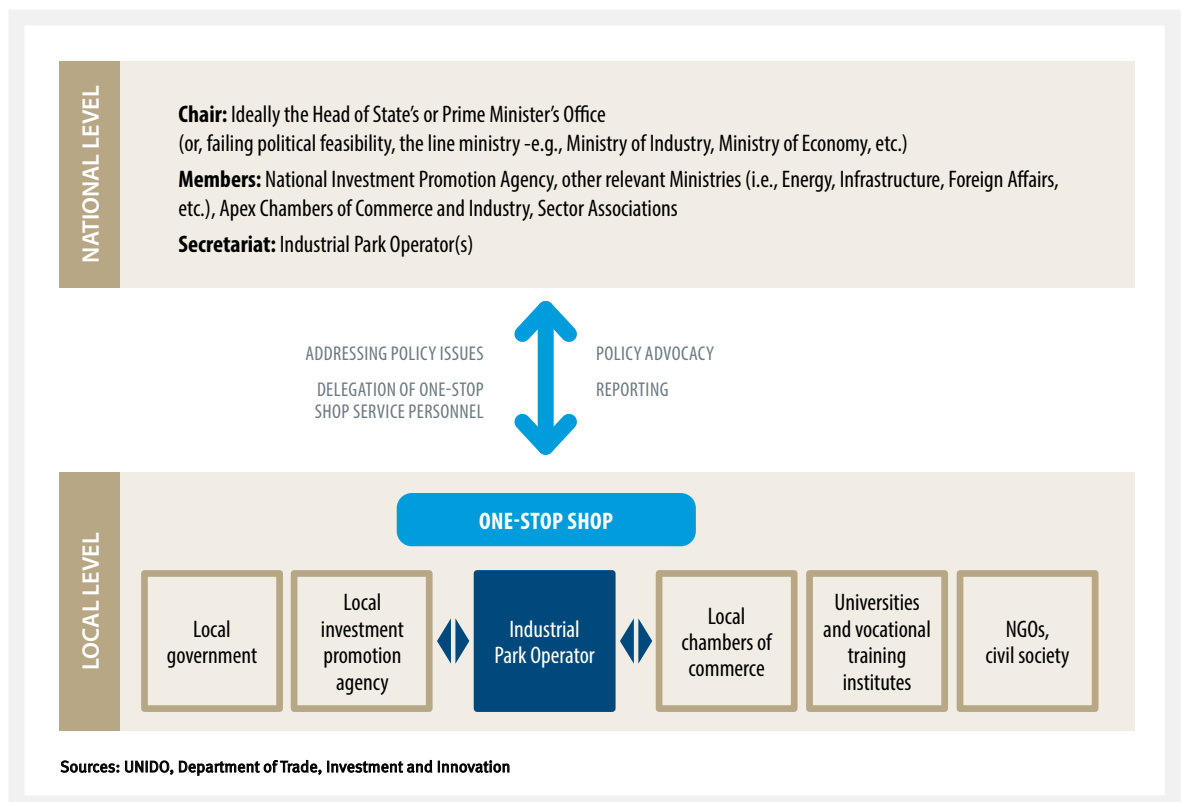 NATIONAL LEVEL
Chair: Ideally the Head of State’s or Prime Minister’s Office
(or, failing political feasibility, the line ministry -e.g., Ministry of Industry, Ministry of Economy, etc.)
Members: National Investment Promotion Agency, other relevant Ministries (i.e., Energy, Infrastructure, Foreign Affairs,
etc.), Apex Chambers of Commerce and Industry, Sector Associations
Secretariat: Industrial Park Operator(s)
ADDRESSING POLICY ISSUES
DELEGATION OF ONE-STOP
SHOP SERVICE PERSONNEL
POLICY ADVOCACY
REPORTING
LOCAL LEVEL
ONE-STOP SHOP
Local
government
Local
investment
promotion
agency
Industrial
Park Operator
Local
chambers of
commerce
Universities
and vocational
training
institutes
NGOs,
civil society
Sources: UNIDO, Department of Trade, Investment and Innovation